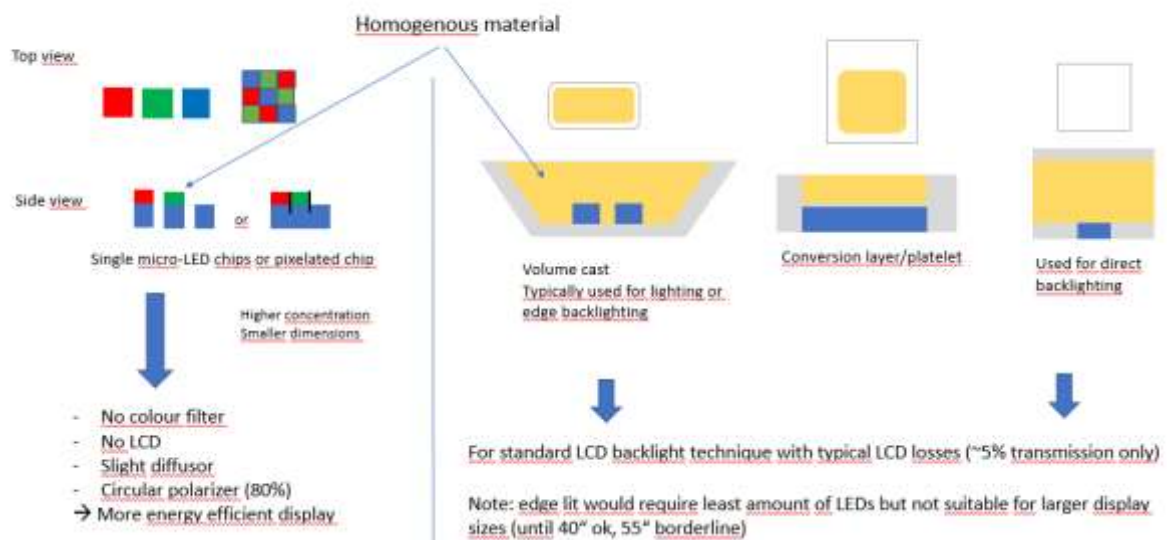 Homogenous material
Top view
Side view
or
Single micro-LED chips or pixelated chip
Higher concentration
Smaller dimensions
- No colour filter
- No LCD
- Slight diffusor
- Circular polarizer (80%)
→ More energy efficient display
Volume cast
Typically used for lighting or
edge backlighting
Conversion layer/platelet
Used for direct
backlighting
For standard LCD backlight technique with typical LCD losses (~5% transmission only)
Note: edge lit would require least amount of LEDs but not suitable for larger display
sizes (until 40“ ok, 55“ borderline)